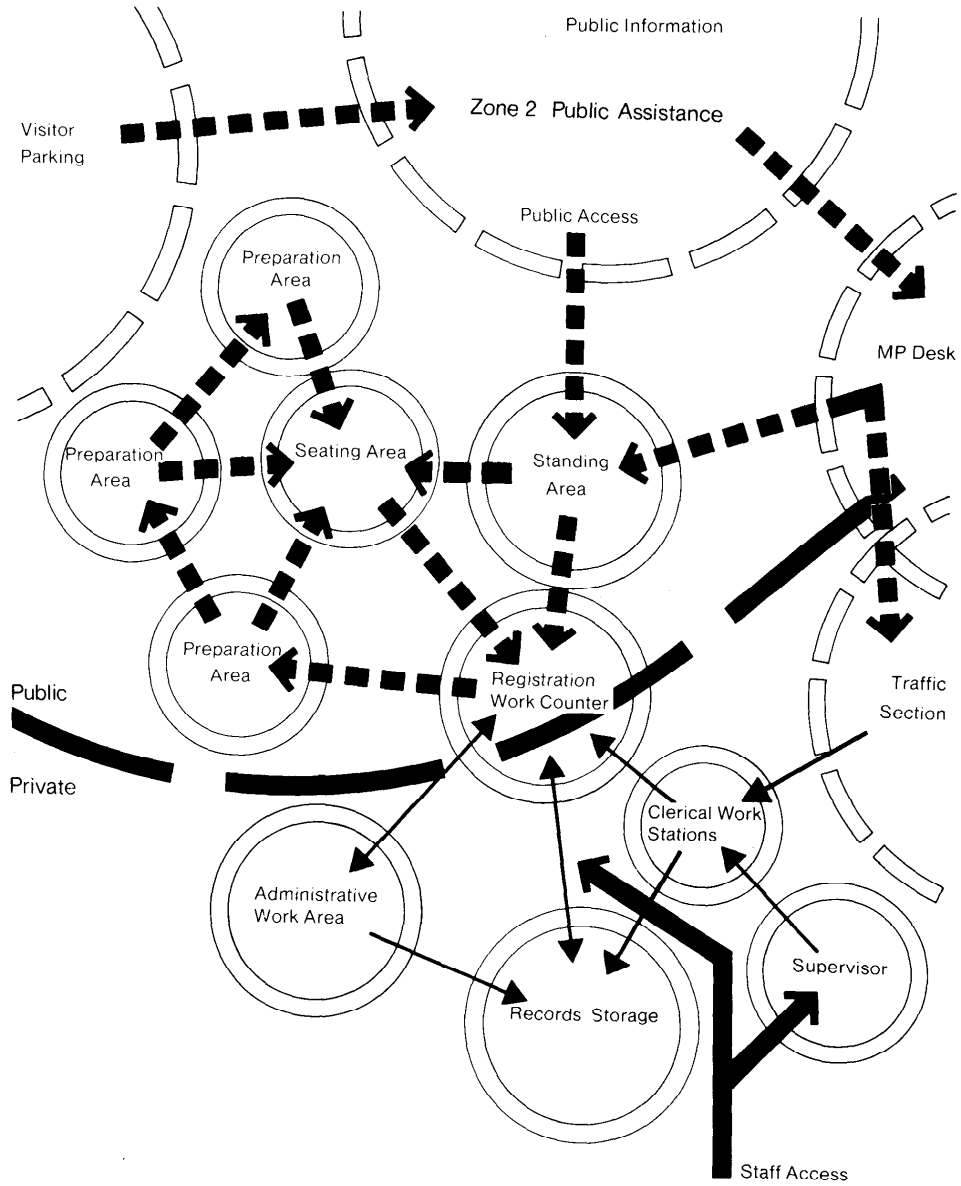 Public Information
Zone 2 Public Assistance
Visitor
Parking
Public Access
Preparation
Area
MP Desk
Preparation
Area
Seating Area
Standing
Area
Preparation
Area
Registration
Work Counter
Traffic
Section
Public
Private
Clerical Work
Stations
Administrative
Work Area
Supervisor
Records Storage
Staff Access